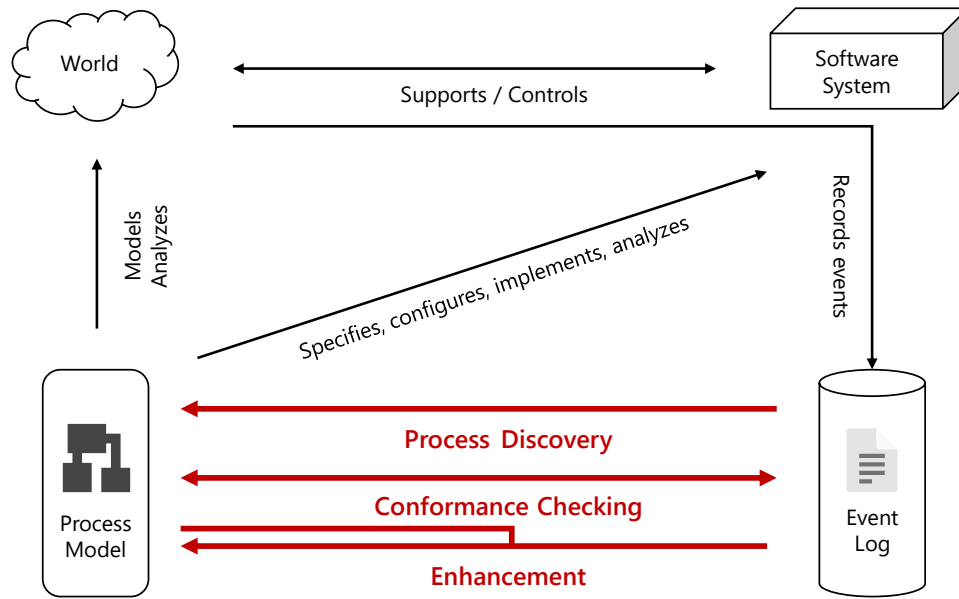 World
Software
System
Supports / Controls
Models
Analyzes
Specifies, configures, implements, analyzes
Records events
Process Discovery
Conformance Checking
Enhancement
Process
Model
Event
Log